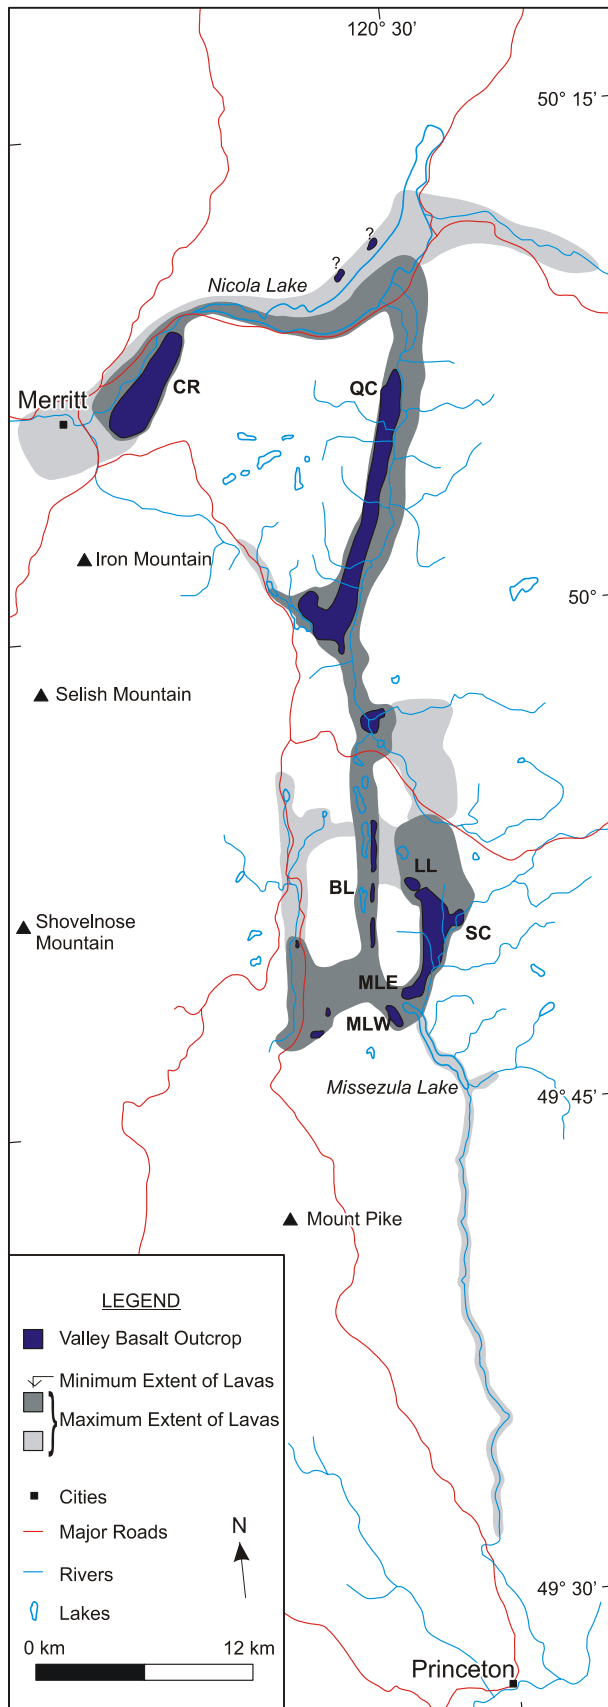 120° 30'
50° 15'
?
?
Nicola Lake
CR
QC
Merritt
Iron Mountain
50°
Selish Mountain
LL
BL
Shovelnose
Mountain
SC
MLE
MLW
Missezula Lake
49° 45'
Mount Pike
LEGEND
Valley Basalt Outcrop
Minimum Extent of Lavas
Maximum Extent of Lavas
Cities
Major Roads
N
Rivers
Lakes
49° 30'
0 km 12 km
Princeton